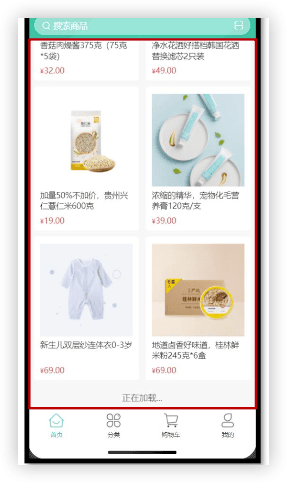 搜索商品
香菇肉燥酱375克（75克
*5袋）
净水花洒好搭档韩国花洒
替换滤芯2只装
¥32.00
¥49.00
加量50%不加价，贵州兴
仁薏仁米600克
浓缩的精华，宠物化毛营
养膏120克/支
¥19.00
¥39.00
新生儿双层纱连体衣0-3岁
地道卤香好味道，桂林鲜
米粉245克*6盒
¥69.00
¥69.00
正在加载...
首页
分类
购物车
我的